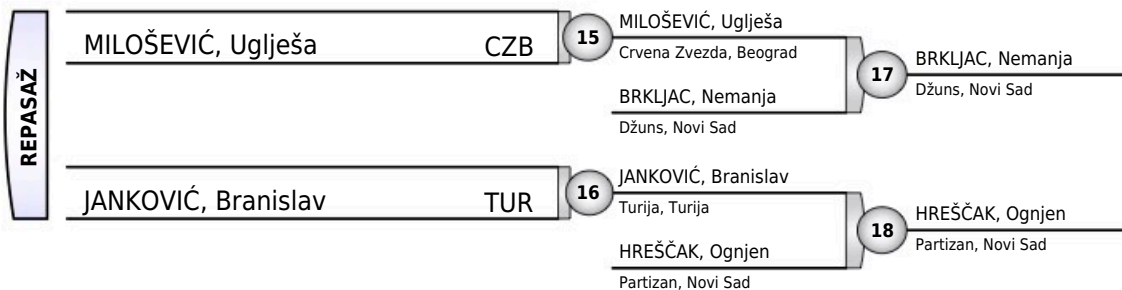 REPASAŽ
MILOŠEVIĆ, Uglješa CZB
15
MILOŠEVIĆ, Uglješa
Crvena Zvezda, Beograd
BRKLJAC, Nemanja
Džuns, Novi Sad
17
BRKLJAC, Nemanja
Džuns, Novi Sad
JANKOVIĆ, Branislav TUR
16
JANKOVIĆ, Branislav
Turija, Turija
HREŠČAK, Ognjen
Partizan, Novi Sad
18
HREŠČAK, Ognjen
Partizan, Novi Sad